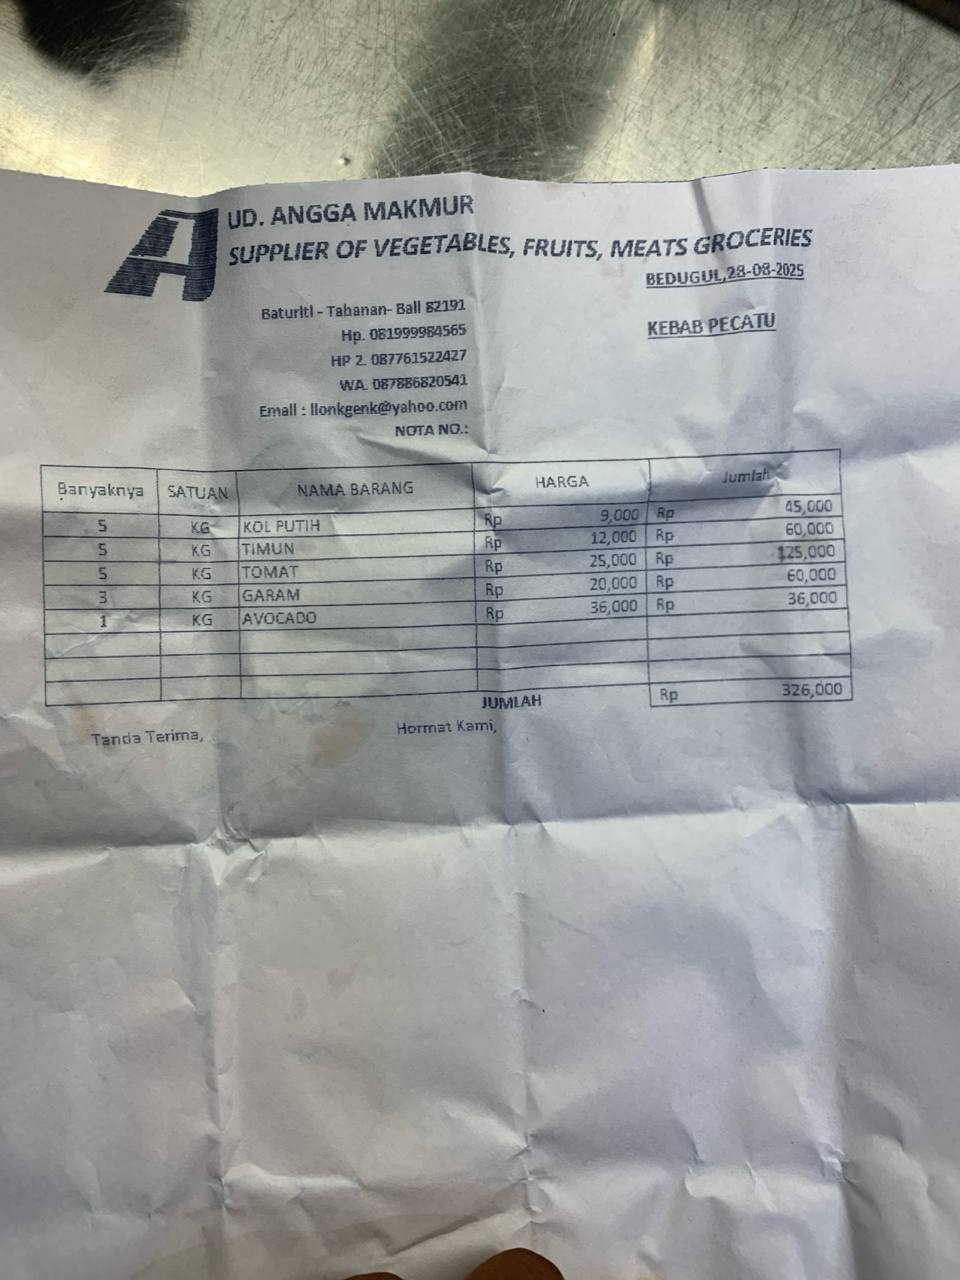 UD. ANGGA MAKMUR
SUPPLIER OF VEGETABLES, FRUITS, MEATS GROCERIES
BEDUGUL,28-08-2025
Baturiti - Tabanan- Bali 82191
KEBAB PECATU
Hp. 081999984565
HP 2. 087761522427
WA. 087886820541
Email : lionkgenk@yahoo.com
NOTA NO.:
Banyaknya SATUAN NAMA BARANG HARGA Jumlah
5 KG KOL PUTIH Rp 9,000 Rp 45,000
5 KG TIMUN Rp 12,000 Rp 60,000
5 KG TOMAT Rp 25,000 Rp 125,000
3 KG GARAM Rp 20,000 Rp 60,000
1 KG AVOCADO Rp 36,000 Rp 36,000
JUMLAH Rp 326,000
Tanda Terima, Hormat Kami,